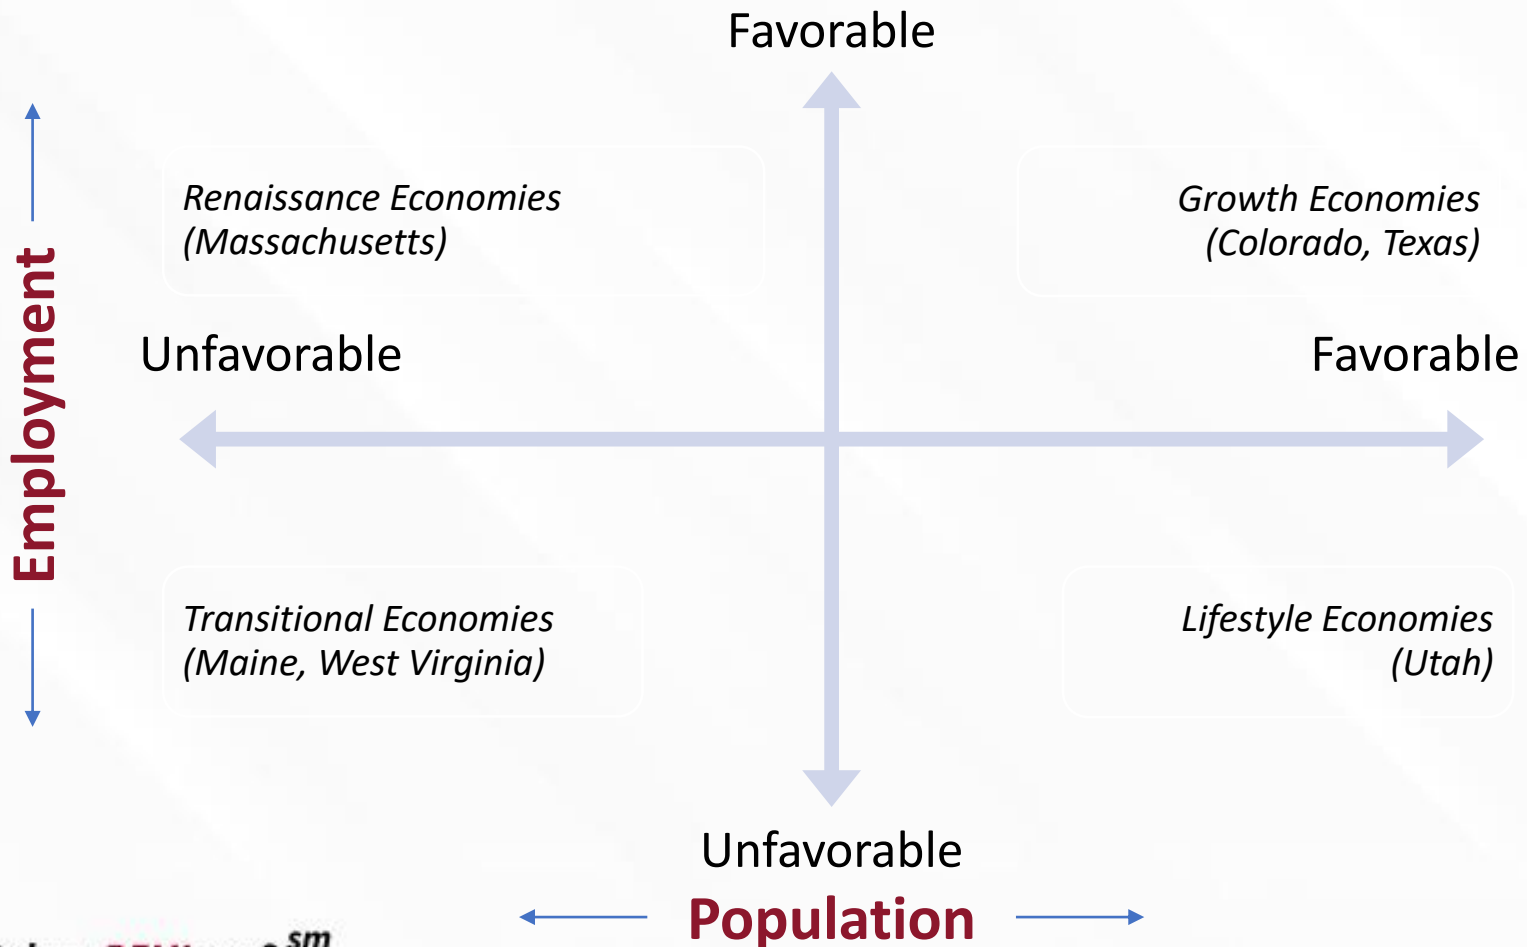 Favorable
Renaissance Economies
(Massachusetts)
Growth Economies
(Colorado, Texas)
Employment
Unfavorable
Favorable
Transitional Economies
(Maine, West Virginia)
Lifestyle Economies
(Utah)
Unfavorable
Population
sm